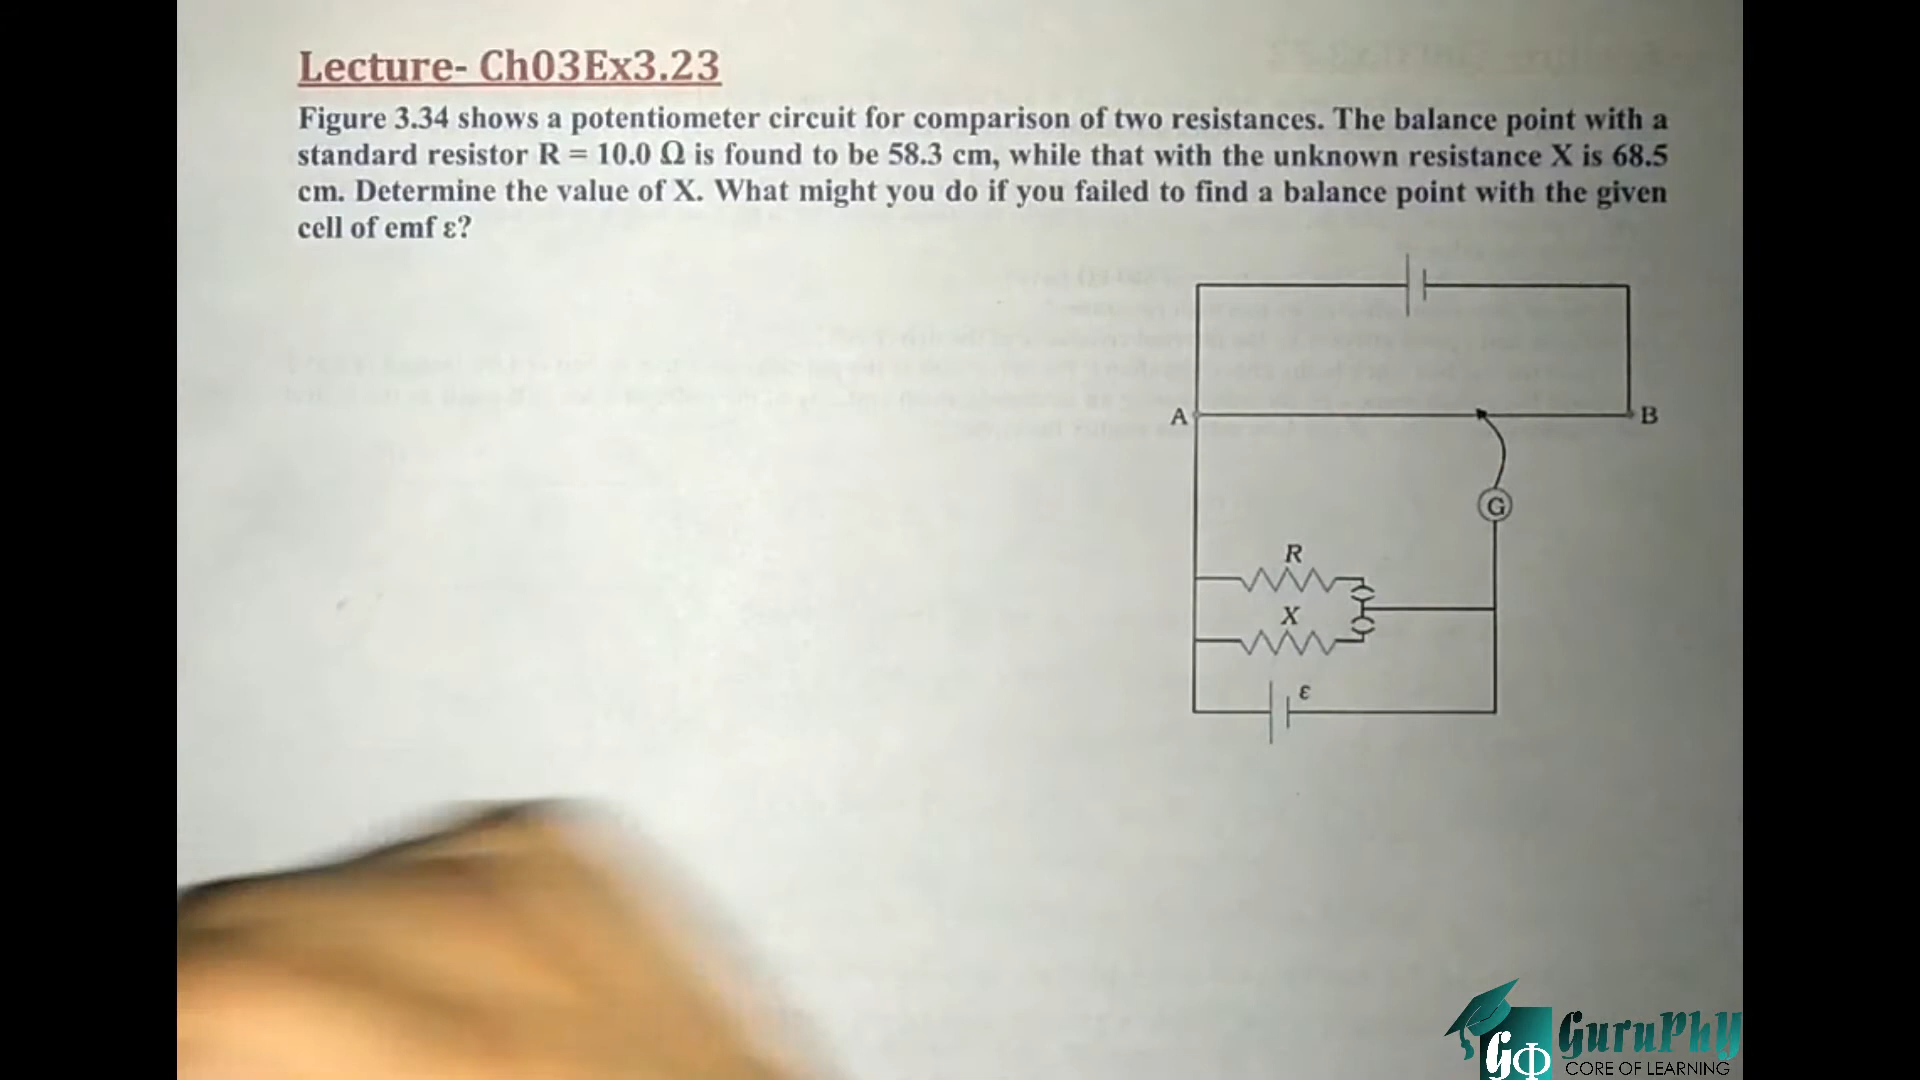 Lecture- Ch03Ex3.23
Figure 3.34 shows a potentiometer circuit for comparison of two resistances. The balance point with a
standard resistor R = 10.0 Ω is found to be 58.3 cm, while that with the unknown resistance X is 68.5
cm. Determine the value of X. What might you do if you failed to find a balance point with the given
cell of emf ε?
A
B
G
R
X
ε
GΦ GuruPhy
CORE OF LEARNING